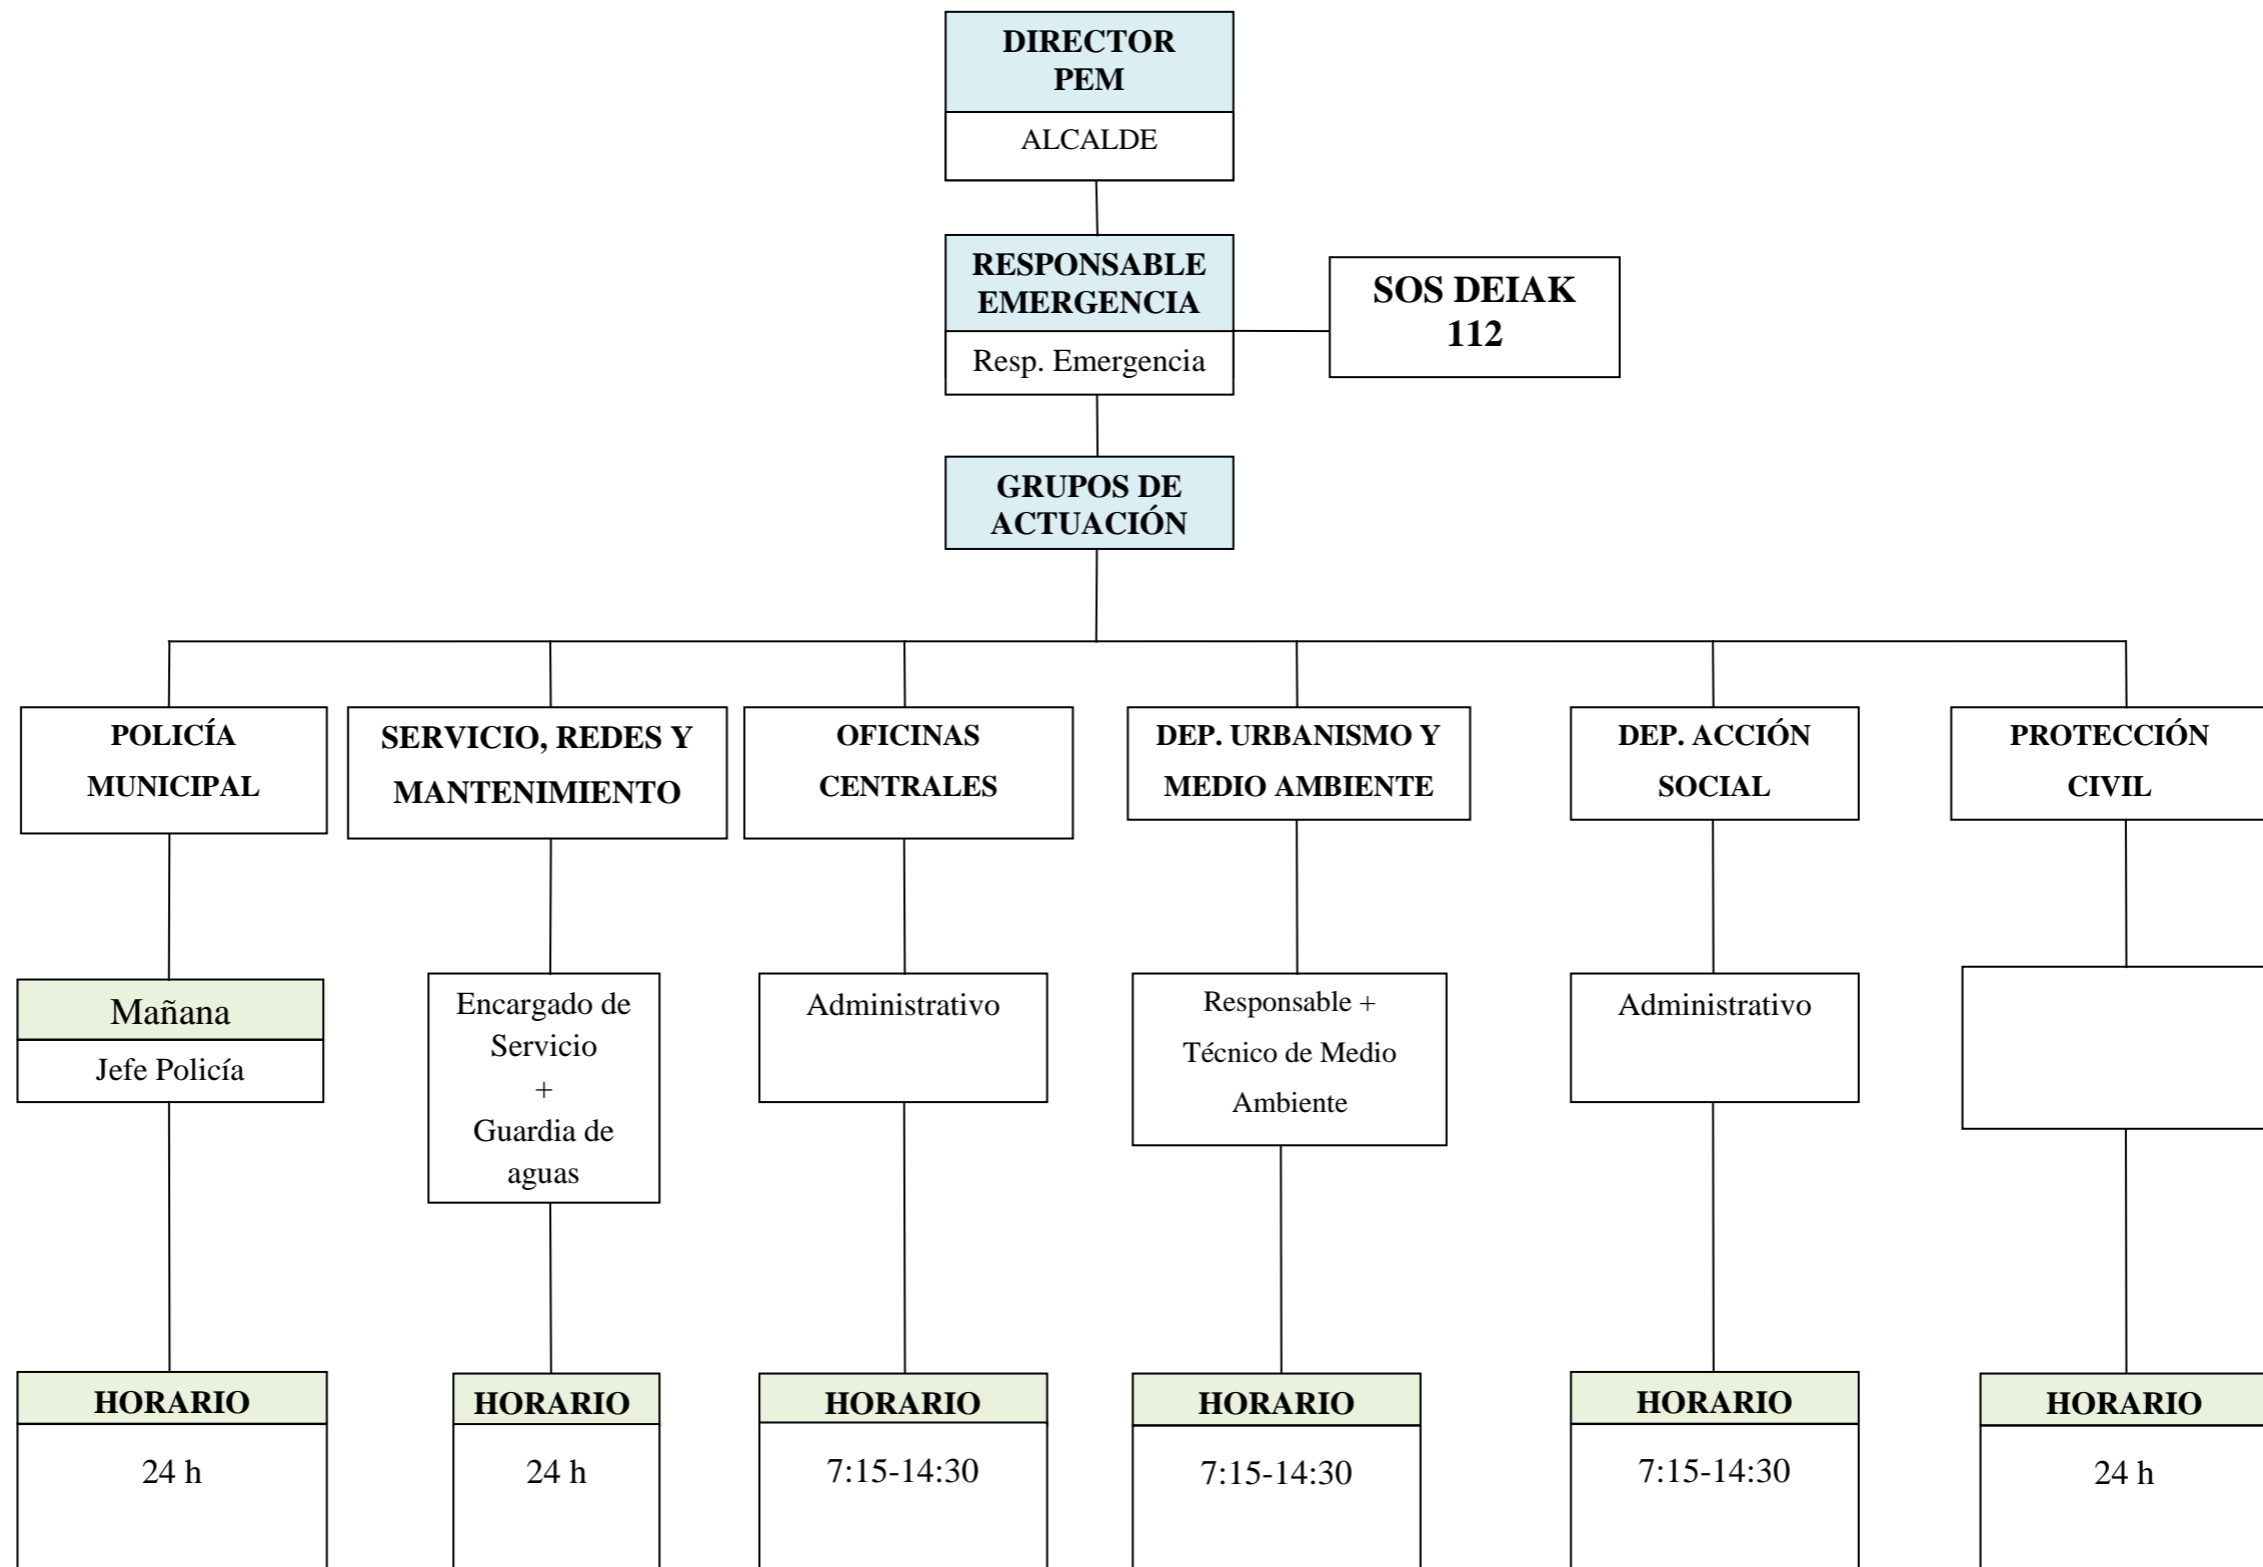 DIRECTOR
PEM
ALCALDE
RESPONSABLE
EMERGENCIA
Resp. Emergencia
SOS DEIAK
112
GRUPOS DE
ACTUACIÓN
POLICÍA
MUNICIPAL
SERVICIO, REDES Y
MANTENIMIENTO
OFICINAS
CENTRALES
DEP. URBANISMO Y
MEDIO AMBIENTE
DEP. ACCIÓN
SOCIAL
PROTECCIÓN
CIVIL
Mañana
Jefe Policía
Encargado de
Servicio
+
Guardia de
aguas
Administrativo
Responsable +
Técnico de Medio
Ambiente
Administrativo
HORARIO
24 h
HORARIO
24 h
HORARIO
7:15-14:30
HORARIO
7:15-14:30
HORARIO
7:15-14:30
HORARIO
24 h